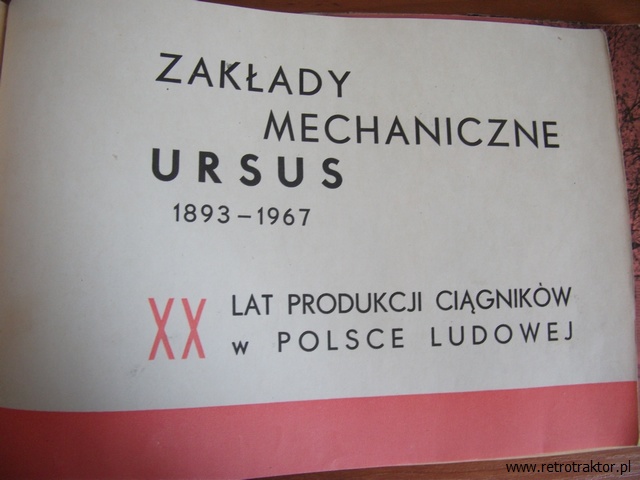 ZAKŁADY
MECHANICZNE
URSUS
1893-1967
XX LAT PRODUKCJI CIĄGNIKÓW
w POLSCE LUDOWEJ
www.retrotraktor.pl